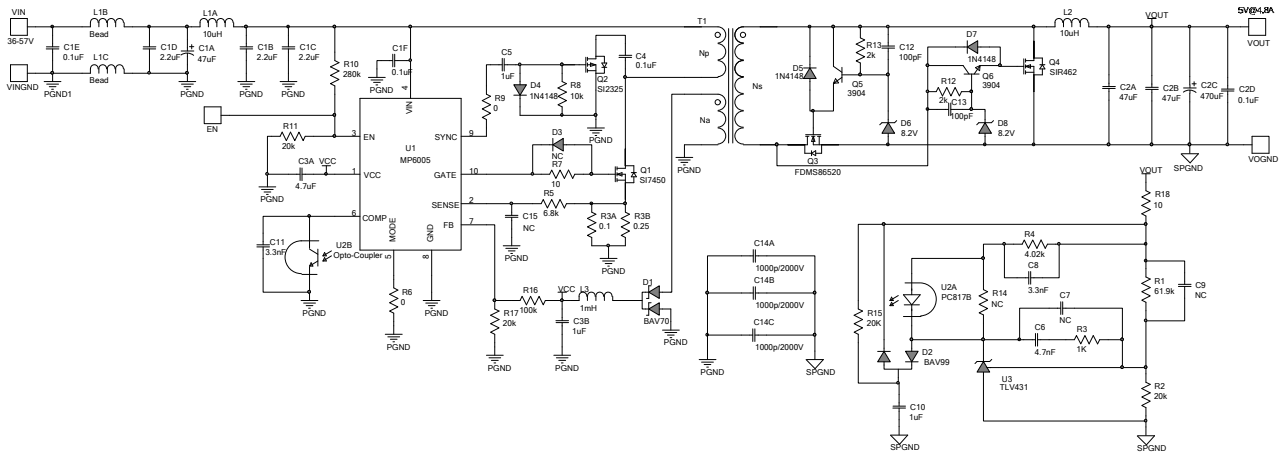 VIN
36-57V
VINGND
L1B
Bead
L1C
Bead
C1E
0.1uF
PGND1
C1D
2.2uF
C1A
47uF
PGND
L1A
10uH
C1B
2.2uF
C1C
2.2uF
PGND
R10
280k
C1F
0.1uF
PGND
EN
R11
20k
PGND
C3A
4.7uF
VCC
C11
3.3nF
U2B
Opto-Coupler
PGND
U1
MP6005
VIN
EN
VCC
COMP
MODE
GND
SYNC
GATE
SENSE
FB
4
3
1
6
5
8
9
10
2
7
R6
0
PGND
PGND
R9
0
C5
1uF
D4
1N4148
R8
10k
Q2
SI2325
PGND
C4
0.1uF
D3
NC
R7
10
Q1
SI7450
R5
6.8k
C15
NC
PGND
R3A
0.1
R3B
0.25
PGND
R17
20k
PGND
R16
100k
VCC
L3
1mH
C3B
1uF
PGND
D1
BAV70
PGND
T1
Np
Na
Ns
PGND
C14A
1000p/2000V
C14B
1000p/2000V
C14C
1000p/2000V
PGND
SPGND
D5
1N4148
R13
2k
C12
100pF
Q5
3904
D6
8.2V
Q3
FDMS86520
D7
1N4148
Q6
3904
R12
2k
C13
100pF
D8
8.2V
Q4
SIR462
L2
10uH
VOUT
C2A
47uF
C2B
47uF
C2C
470uF
C2D
0.1uF
SPGND
5V@4.8A
VOUT
VOGND
VOUT
R18
10
R4
4.02k
C8
3.3nF
R1
61.9k
C9
NC
U2A
PC817B
R14
NC
C7
NC
C6
4.7nF
R3
1K
R15
20K
D2
BAV99
U3
TLV431
R2
20k
C10
1uF
SPGND
SPGND